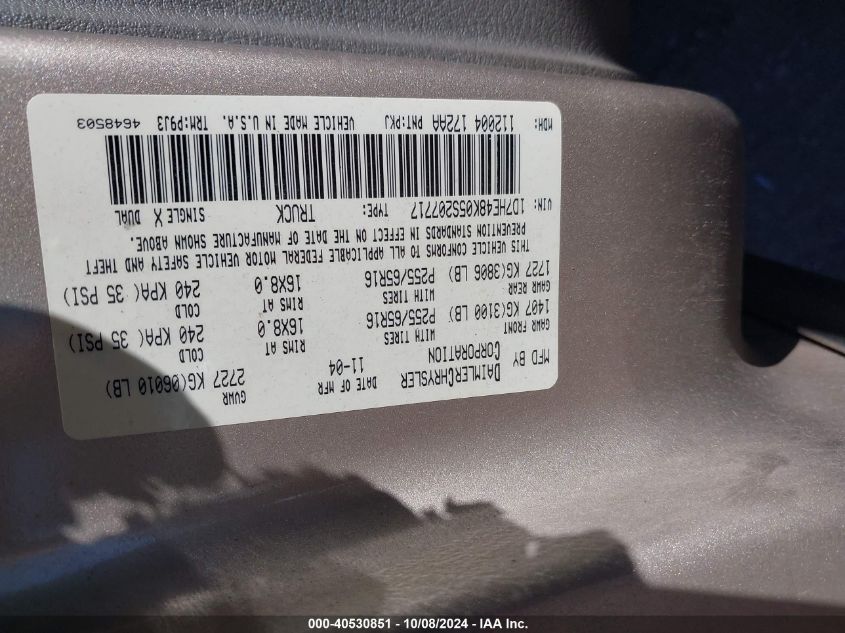 MFD BY DAIMLERCHRYSLER CORPORATION
DATE OF MFR 11-04
GVWR 2727 KG(06010 LB)
GAWR FRONT 1407 KG(3100 LB)
WITH TIRES P255/65R16
RIMS AT 16X8.0
COLD 240 KPA( 35 PSI)
GAWR REAR 1727 KG(3806 LB)
WITH TIRES P255/65R16
RIMS AT 16X8.0
COLD 240 KPA( 35 PSI)
THIS VEHICLE CONFORMS TO ALL APPLICABLE FEDERAL MOTOR VEHICLE SAFETY AND THEFT
PREVENTION STANDARDS IN EFFECT ON THE DATE OF MANUFACTURE SHOWN ABOVE.
VIN: 1D7HE48K05S207717 TYPE: TRUCK SINGLE X DUAL
MDH: 112004 172AA PNT:PKJ VEHICLE MADE IN U.S.A. TRM:P9J3 4648503
000-40530851 - 10/08/2024 - IAA Inc.